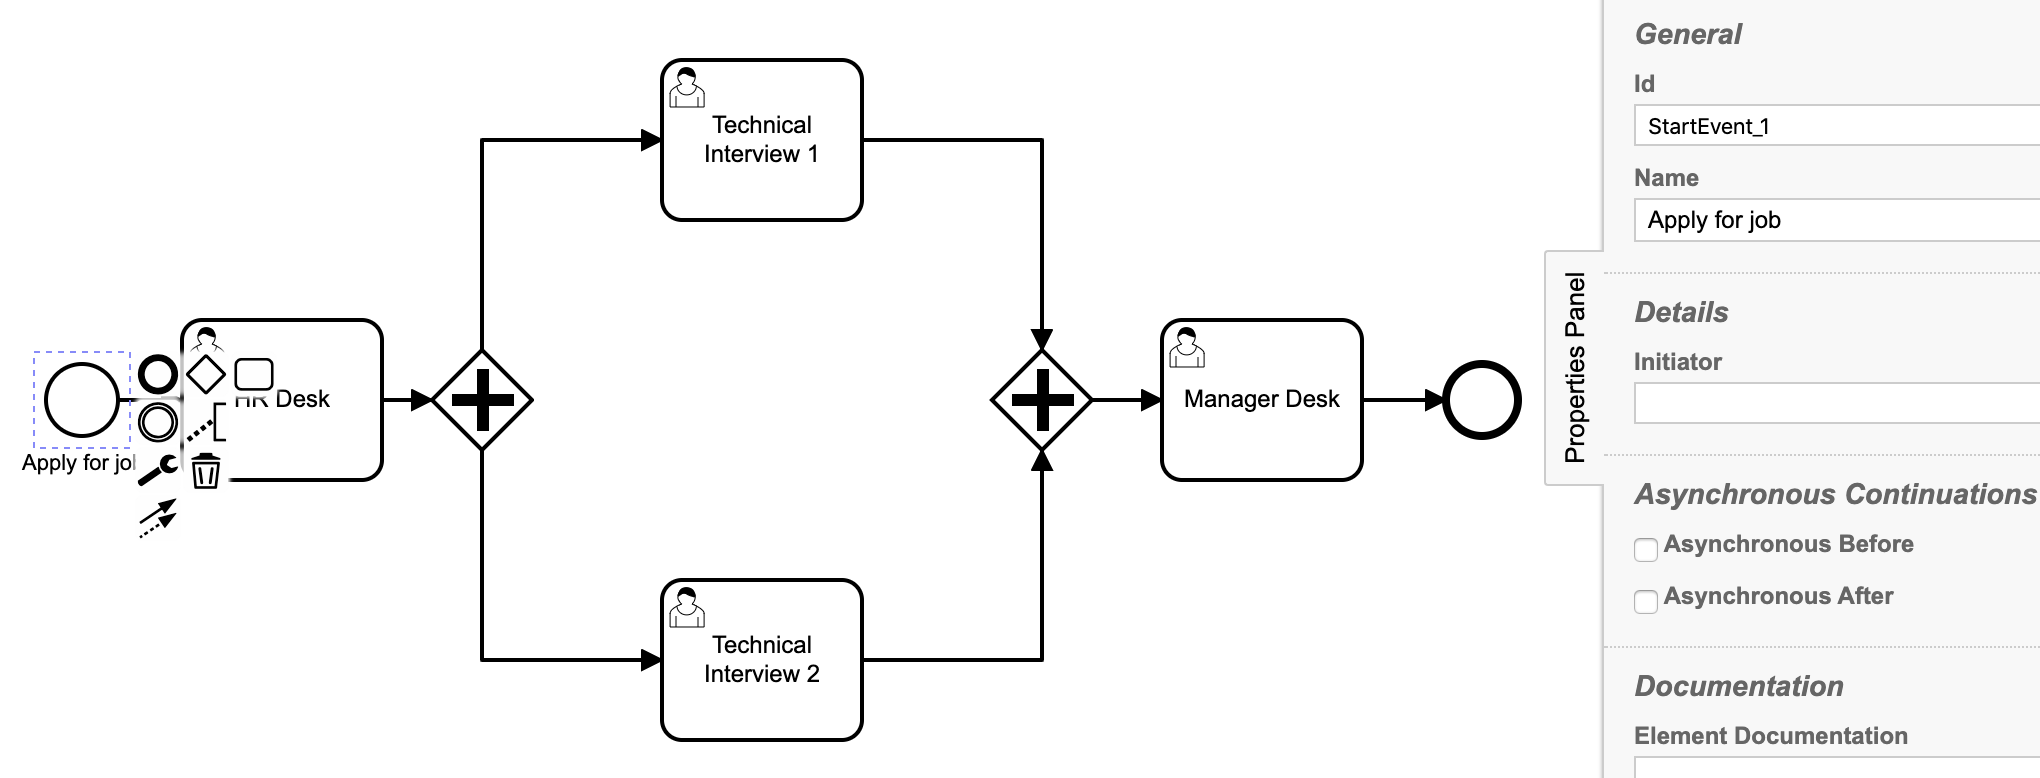 Technical
Interview 1
HR Desk
Apply for jol
Manager Desk
Technical
Interview 2
Properties Panel
General
Id
StartEvent_1
Name
Apply for job
Details
Initiator
Asynchronous Continuations
Asynchronous Before
Asynchronous After
Documentation
Element Documentation